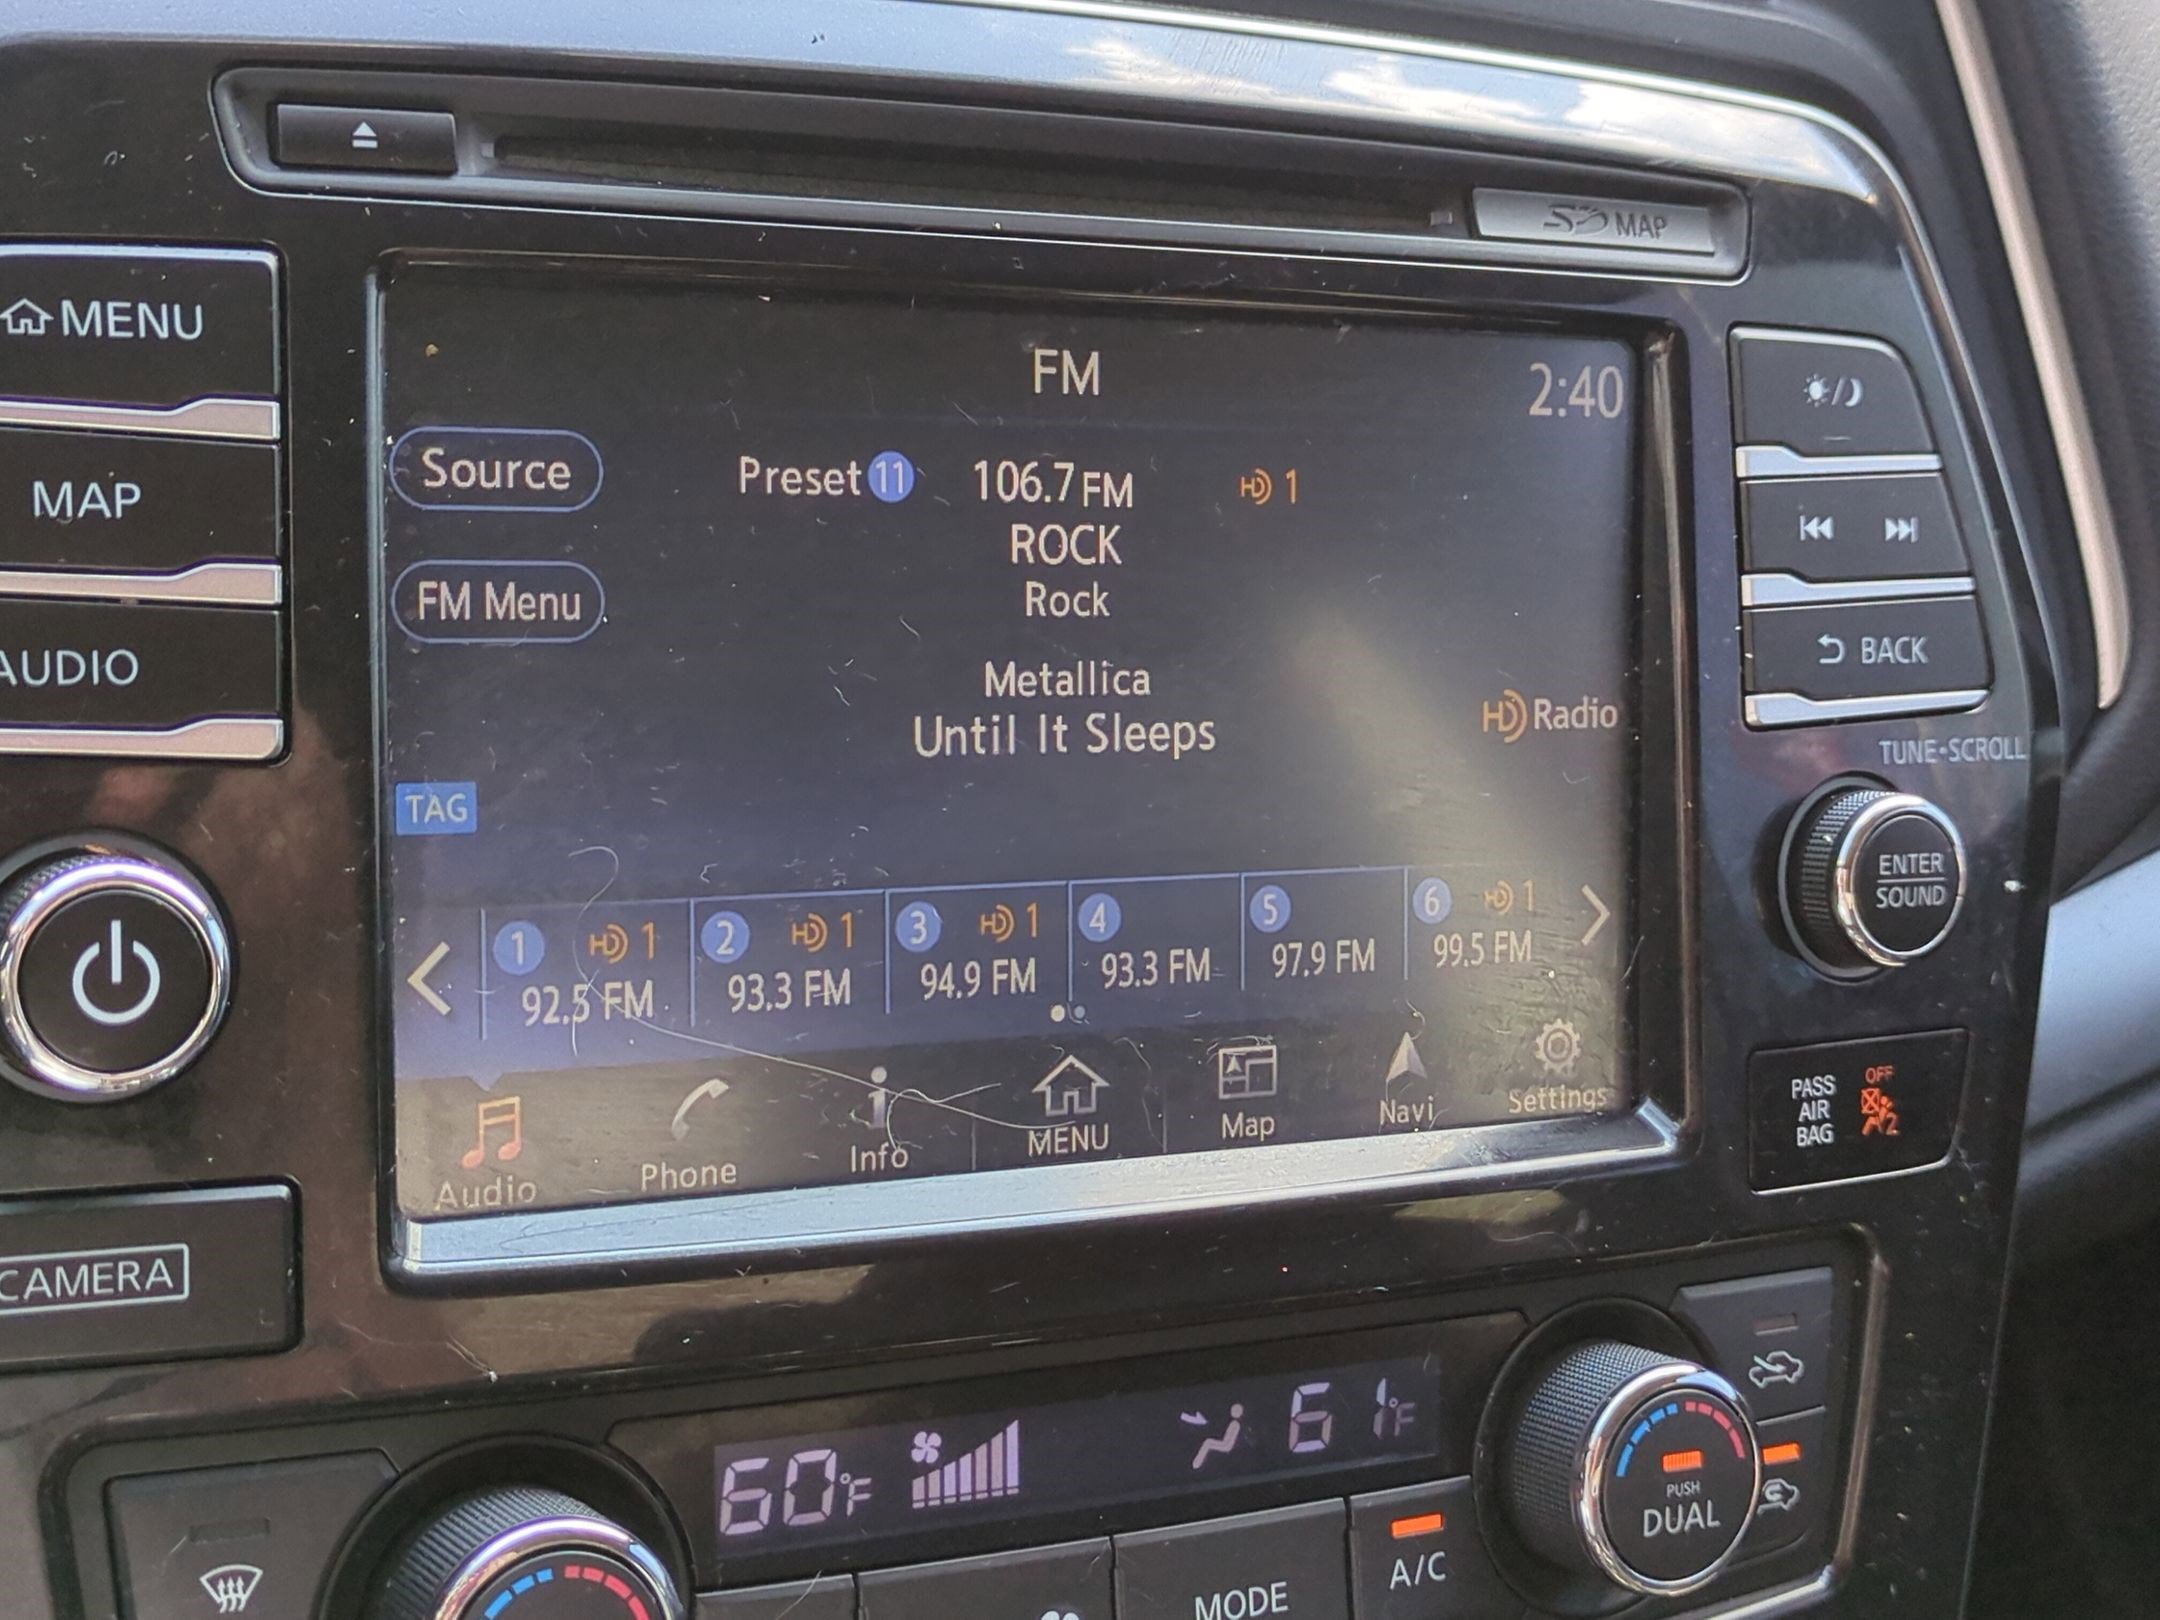 MAP
MENU
FM
2:40
Source
Preset 11
106.7 FM
HD 1
MAP
ROCK
FM Menu
Rock
BACK
AUDIO
Metallica
HD Radio
Until It Sleeps
TUNE•SCROLL
TAG
ENTER
SOUND
1 HD 1
92.5 FM
2 HD 1
93.3 FM
3 HD 1
94.9 FM
4
93.3 FM
5
97.9 FM
6 HD 1
99.5 FM
Audio
Phone
Info
MENU
Map
Navi
Settings
PASS
AIR
BAG
OFF
2
CAMERA
60°F
61°F
PUSH
DUAL
A/C
MODE